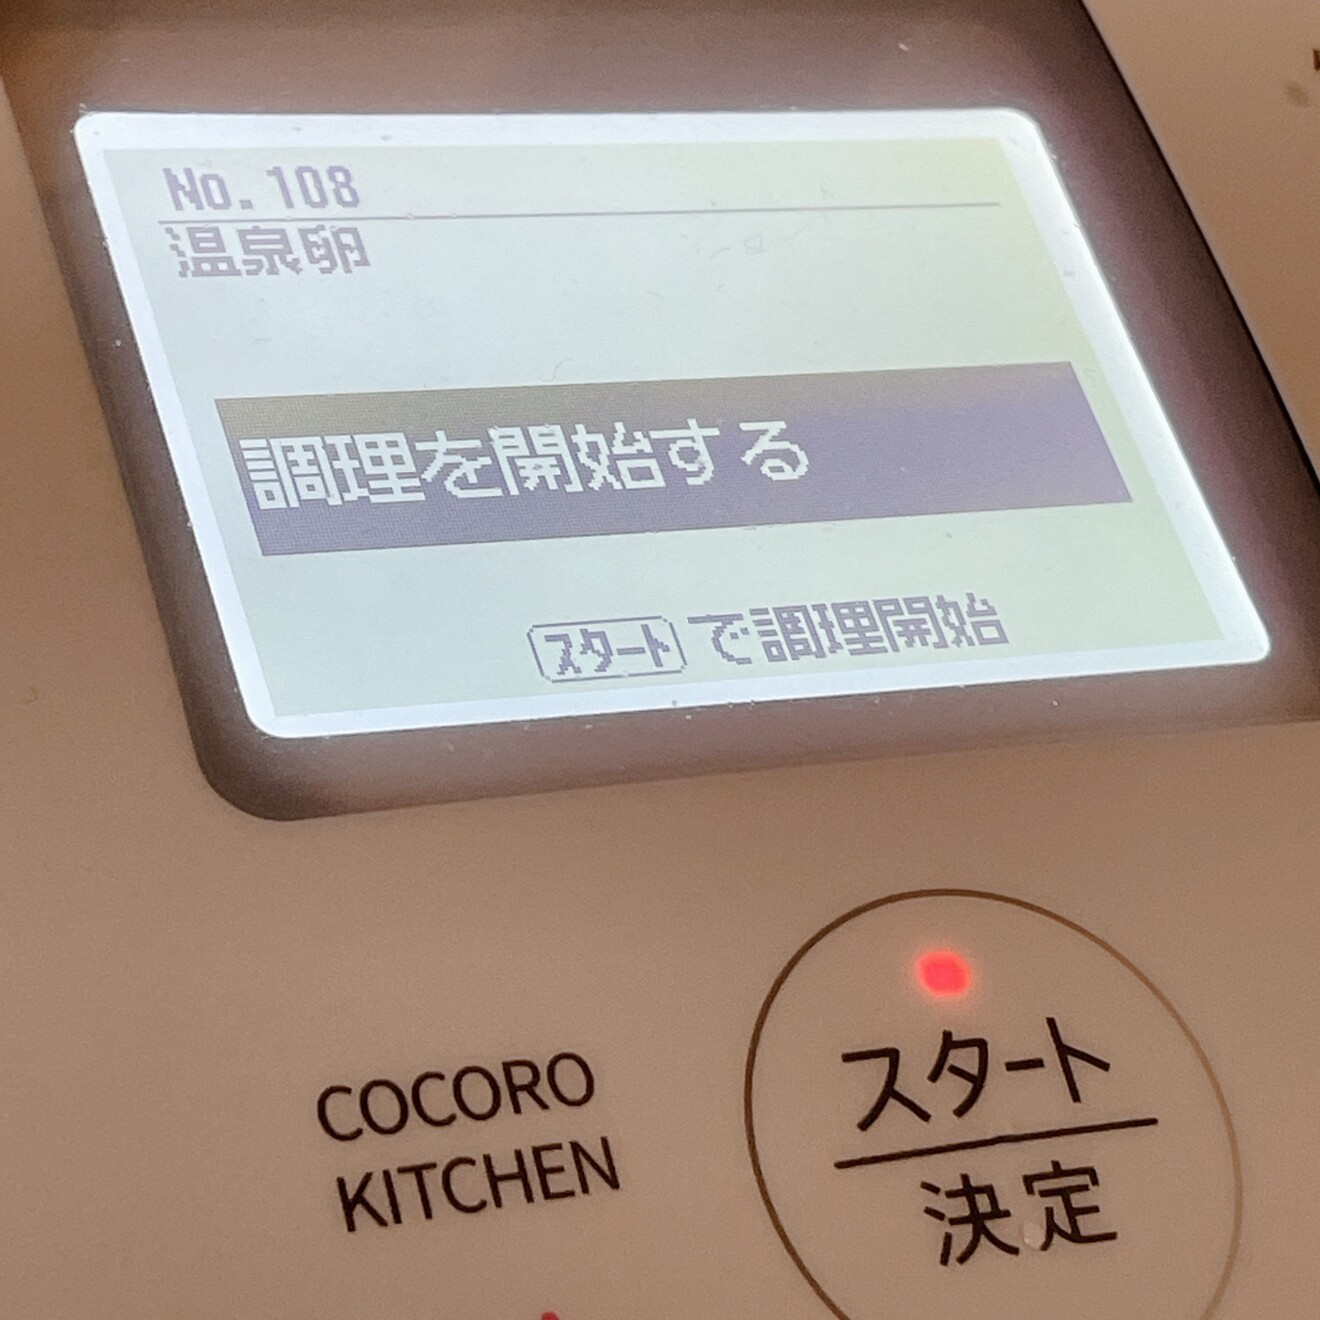 No.108
温泉卵
調理を開始する
スタートで調理開始
COCORO
KITCHEN
スタート
決定